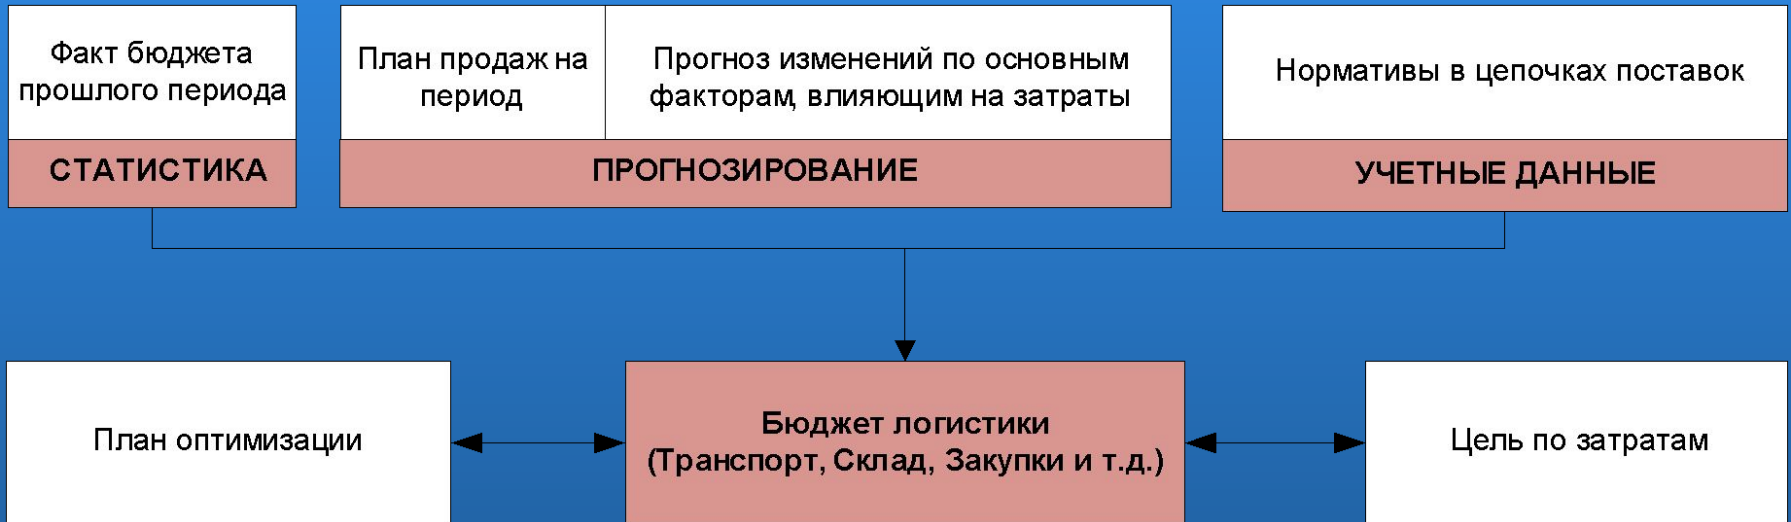 Факт бюджета
прошлого периода
СТАТИСТИКА
План продаж на
период
Прогноз изменений по основным
факторам, влияющим на затраты
ПРОГНОЗИРОВАНИЕ
Нормативы в цепочках поставок
УЧЕТНЫЕ ДАННЫЕ
План оптимизации
Бюджет логистики
(Транспорт, Склад, Закупки и т.д.)
Цель по затратам